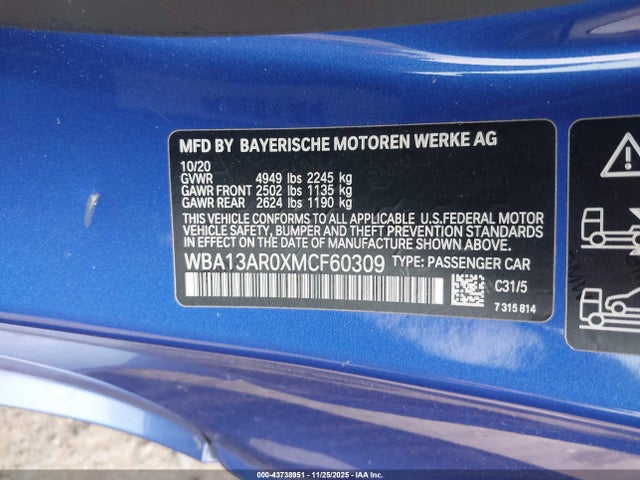 MFD BY BAYERISCHE MOTOREN WERKE AG
10/20
GVWR 4949 lbs 2245 kg
GAWR FRONT 2502 lbs 1135 kg
GAWR REAR 2624 lbs 1190 kg
THIS VEHICLE CONFORMS TO ALL APPLICABLE U.S.FEDERAL MOTOR
VEHICLE SAFETY, BUMPER AND THEFT PREVENTION STANDARDS IN
EFFECT ON THE DATE OF MANUFACTURE SHOWN ABOVE.
WBA13AR0XMCF60309 TYPE: PASSENGER CAR
C31/5
7 315 814
000-43738951 - 11/25/2025 - IAA Inc.